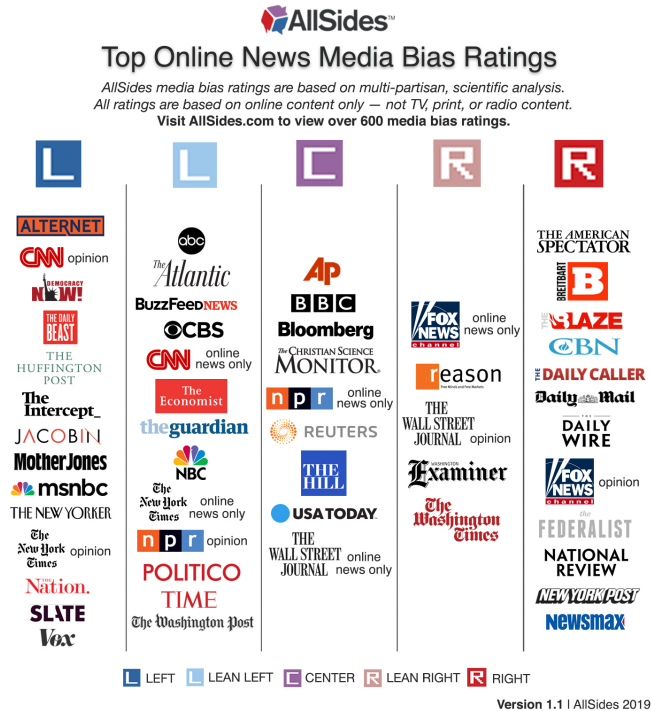 AllSides™
Top Online News Media Bias Ratings
AllSides media bias ratings are based on multi-partisan, scientific analysis.
All ratings are based on online content only — not TV, print, or radio content.
Visit AllSides.com to view over 600 media bias ratings.
L
ALTERNET
CNN opinion
DEMOCRACY
NOW!
THE DAILY
BEAST
THE
HUFFINGTON
POST
The
Intercept_
JACOBIN
MotherJones
msnbc
THE NEW YORKER
The
New York opinion
Times
The Nation.
SLATE
Vox
L
abc
The
Atlantic
BUZZFEEDNEWS
CBS
CNN online
news only
The
Economist
theguardian
NBC
The
New York online
Times news only
npr opinion
POLITICO
TIME
The Washington Post
C
AP
BBC
Bloomberg
The CHRISTIAN SCIENCE
MONITOR
npr online
news only
REUTERS
THE
HILL
USA TODAY
THE
WALL STREET online
JOURNAL news only
R
FOX online
NEWS news only
channel
reason
Free Minds and Free Markets
THE
WALL STREET
JOURNAL opinion
WASHINGTON
Examiner
The
Washington
Times
R
THE AMERICAN
SPECTATOR
BREITBART B
THE BLAZE
CBN
THE DAILY CALLER
Daily Mail
THE
DAILY
WIRE
FOX
NEWS opinion
channel
the
FEDERALIST
NATIONAL
REVIEW
NEW YORK POST
Newsmax
L LEFT L LEAN LEFT C CENTER R LEAN RIGHT R RIGHT
Version 1.1 | AllSides 2019